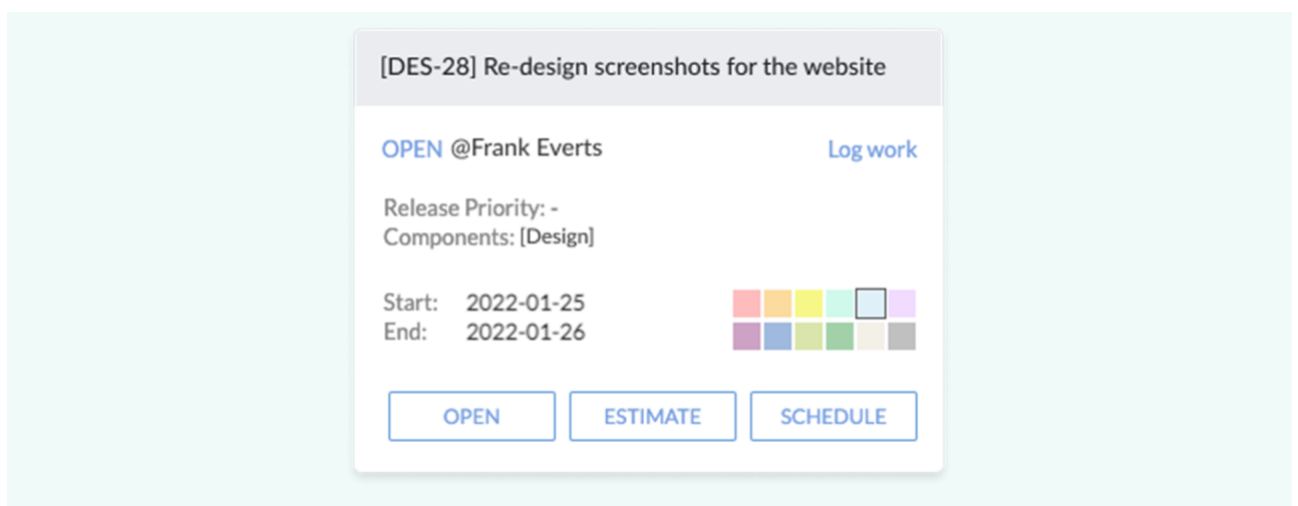 [DES-28] Re-design screenshots for the website
OPEN @Frank Everts Log work
Release Priority: -
Components: [Design]
Start: 2022-01-25
End: 2022-01-26
OPEN ESTIMATE SCHEDULE